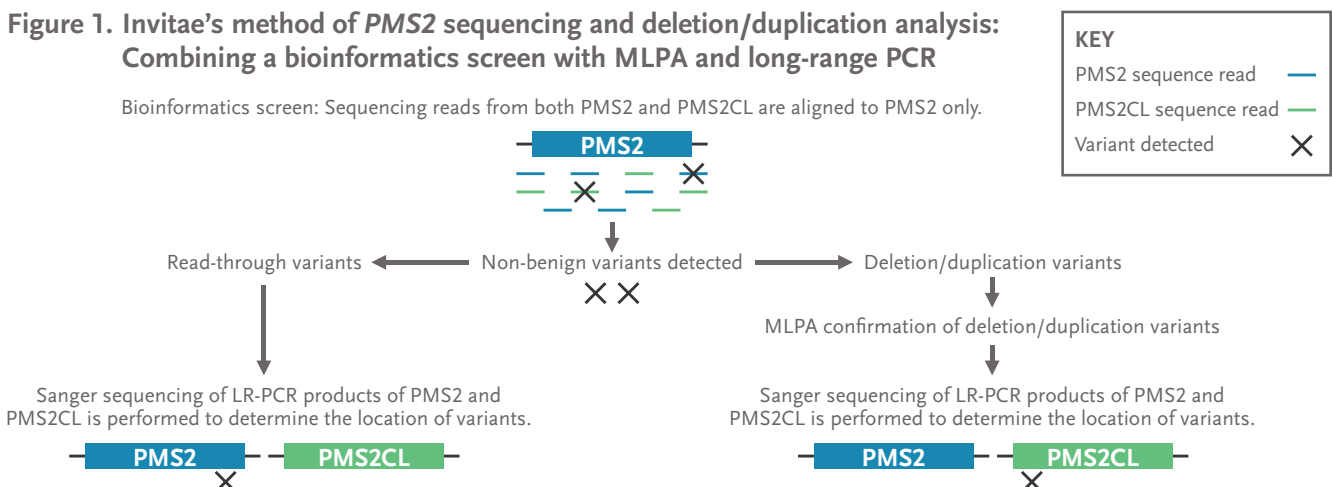 Figure 1. Invitae's method of PMS2 sequencing and deletion/duplication analysis:
Combining a bioinformatics screen with MLPA and long-range PCR
KEY
PMS2 sequence read
PMS2CL sequence read
Variant detected
Bioinformatics screen: Sequencing reads from both PMS2 and PMS2CL are aligned to PMS2 only.
PMS2
Read-through variants
Non-benign variants detected
Deletion/duplication variants
MLPA confirmation of deletion/duplication variants
Sanger sequencing of LR-PCR products of PMS2 and
PMS2CL is performed to determine the location of variants.
PMS2
PMS2CL
Sanger sequencing of LR-PCR products of PMS2 and
PMS2CL is performed to determine the location of variants.
PMS2
PMS2CL